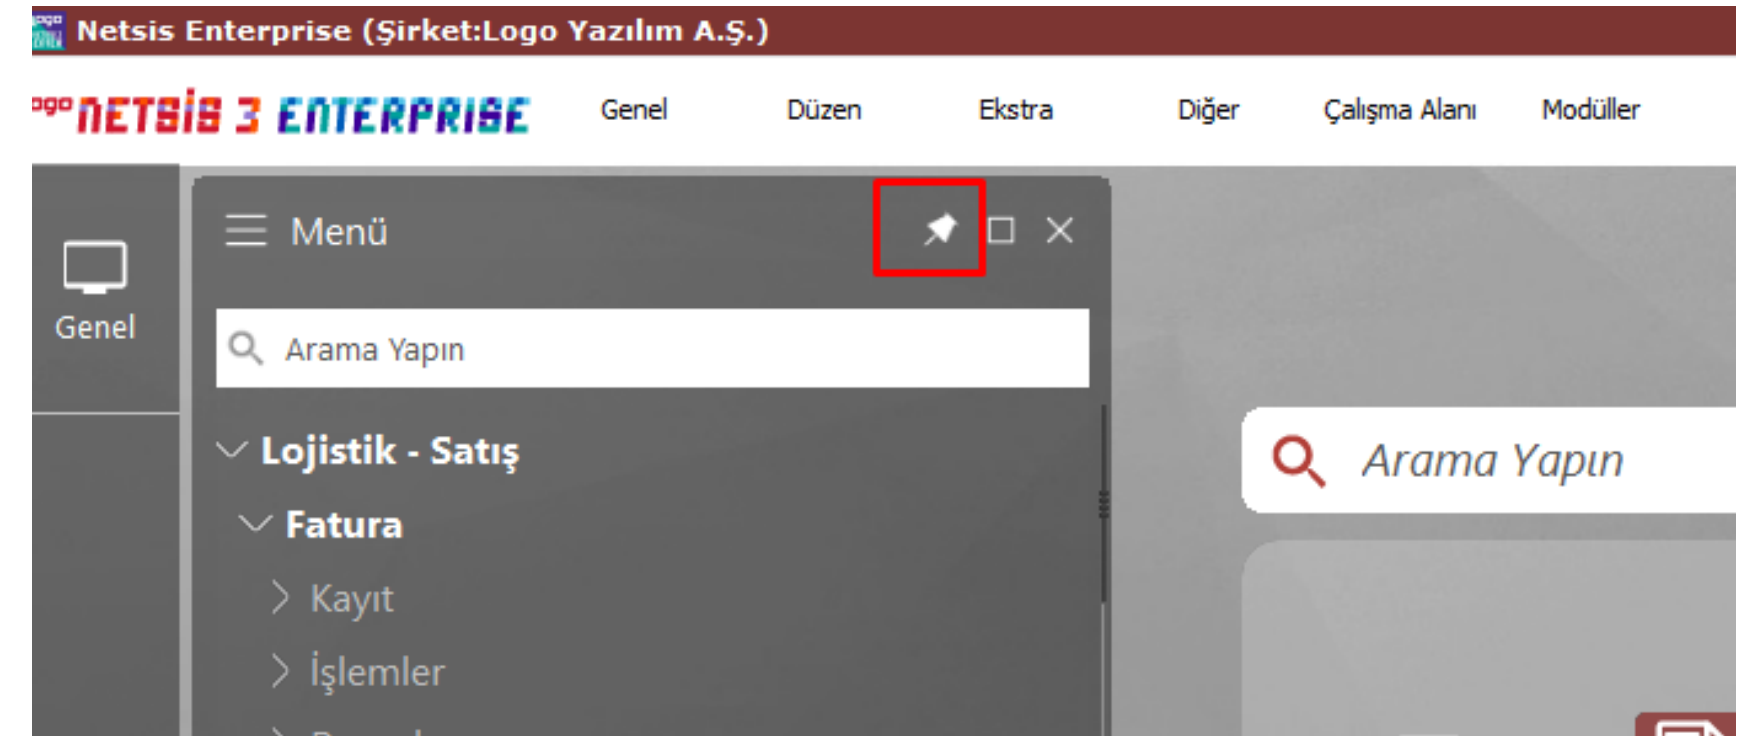 Netsis Enterprise (Şirket:Logo Yazılım A.Ş.)
NETSİS 3 ENTERPRISE Genel Düzen Ekstra Diğer Çalışma Alanı Modüller
Menü
Genel
Arama Yapın
Lojistik - Satış
Arama Yapın
Fatura
Kayıt
İşlemler